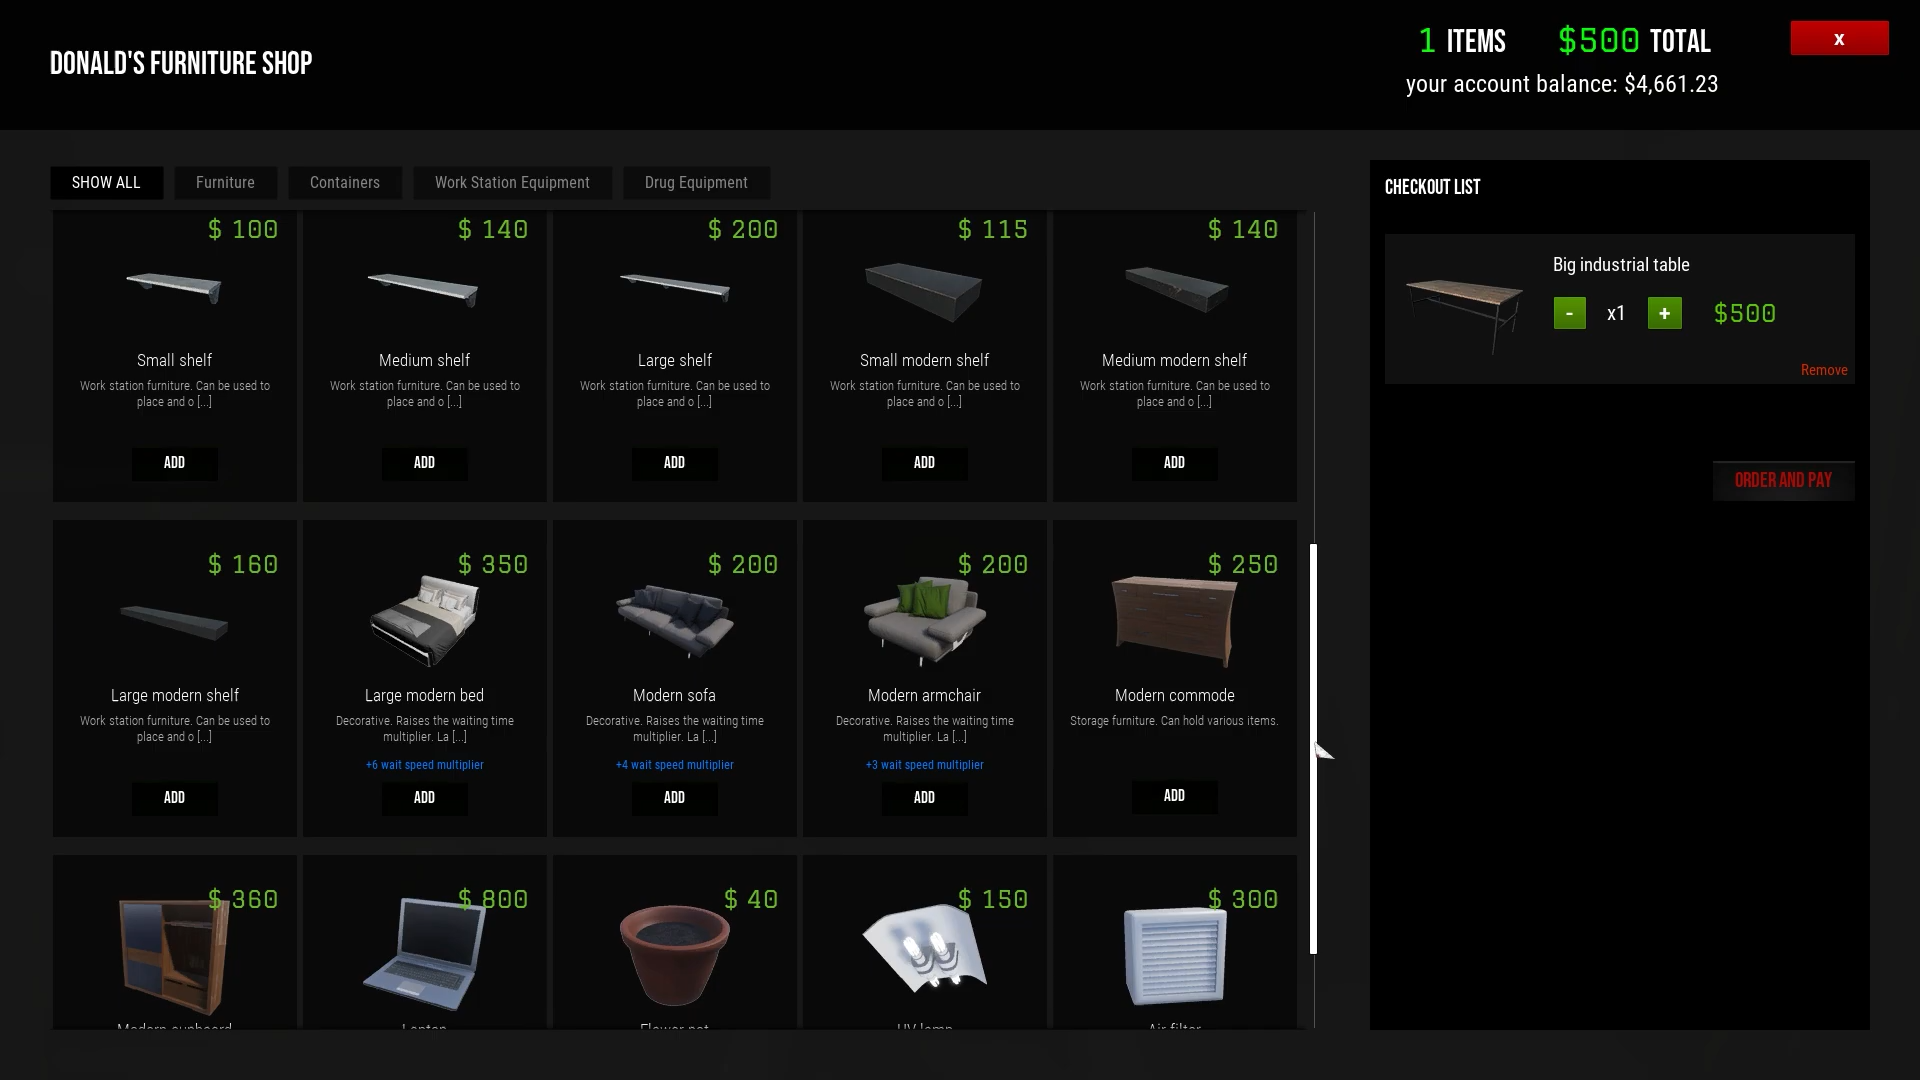 DONALD'S FURNITURE SHOP
1 ITEMS $500 TOTAL
x
your account balance: $4,661.23
SHOW ALL Furniture Containers Work Station Equipment Drug Equipment
$ 100 $ 140 $ 200 $ 115 $ 140
Small shelf Medium shelf Large shelf Small modern shelf Medium modern shelf
Work station furniture. Can be used to Work station furniture. Can be used to Work station furniture. Can be used to Work station furniture. Can be used to Work station furniture. Can be used to
place and o [...] place and o [...] place and o [...] place and o [...] place and o [...]
ADD ADD ADD ADD ADD
$ 160 $ 350 $ 200 $ 200 $ 250
Large modern shelf Large modern bed Modern sofa Modern armchair Modern commode
Work station furniture. Can be used to Decorative. Raises the waiting time Decorative. Raises the waiting time Decorative. Raises the waiting time Storage furniture. Can hold various items.
place and o [...] multiplier. La [...] multiplier. La [...] multiplier. La [...]
+6 wait speed multiplier +4 wait speed multiplier +3 wait speed multiplier
ADD ADD ADD ADD ADD
$ 360 $ 800 $ 40 $ 150 $ 300
Modern cupboard Laptop Flower pot UV lamp Air filter
CHECKOUT LIST
Big industrial table
- x1 + $500
Remove
ORDER AND PAY